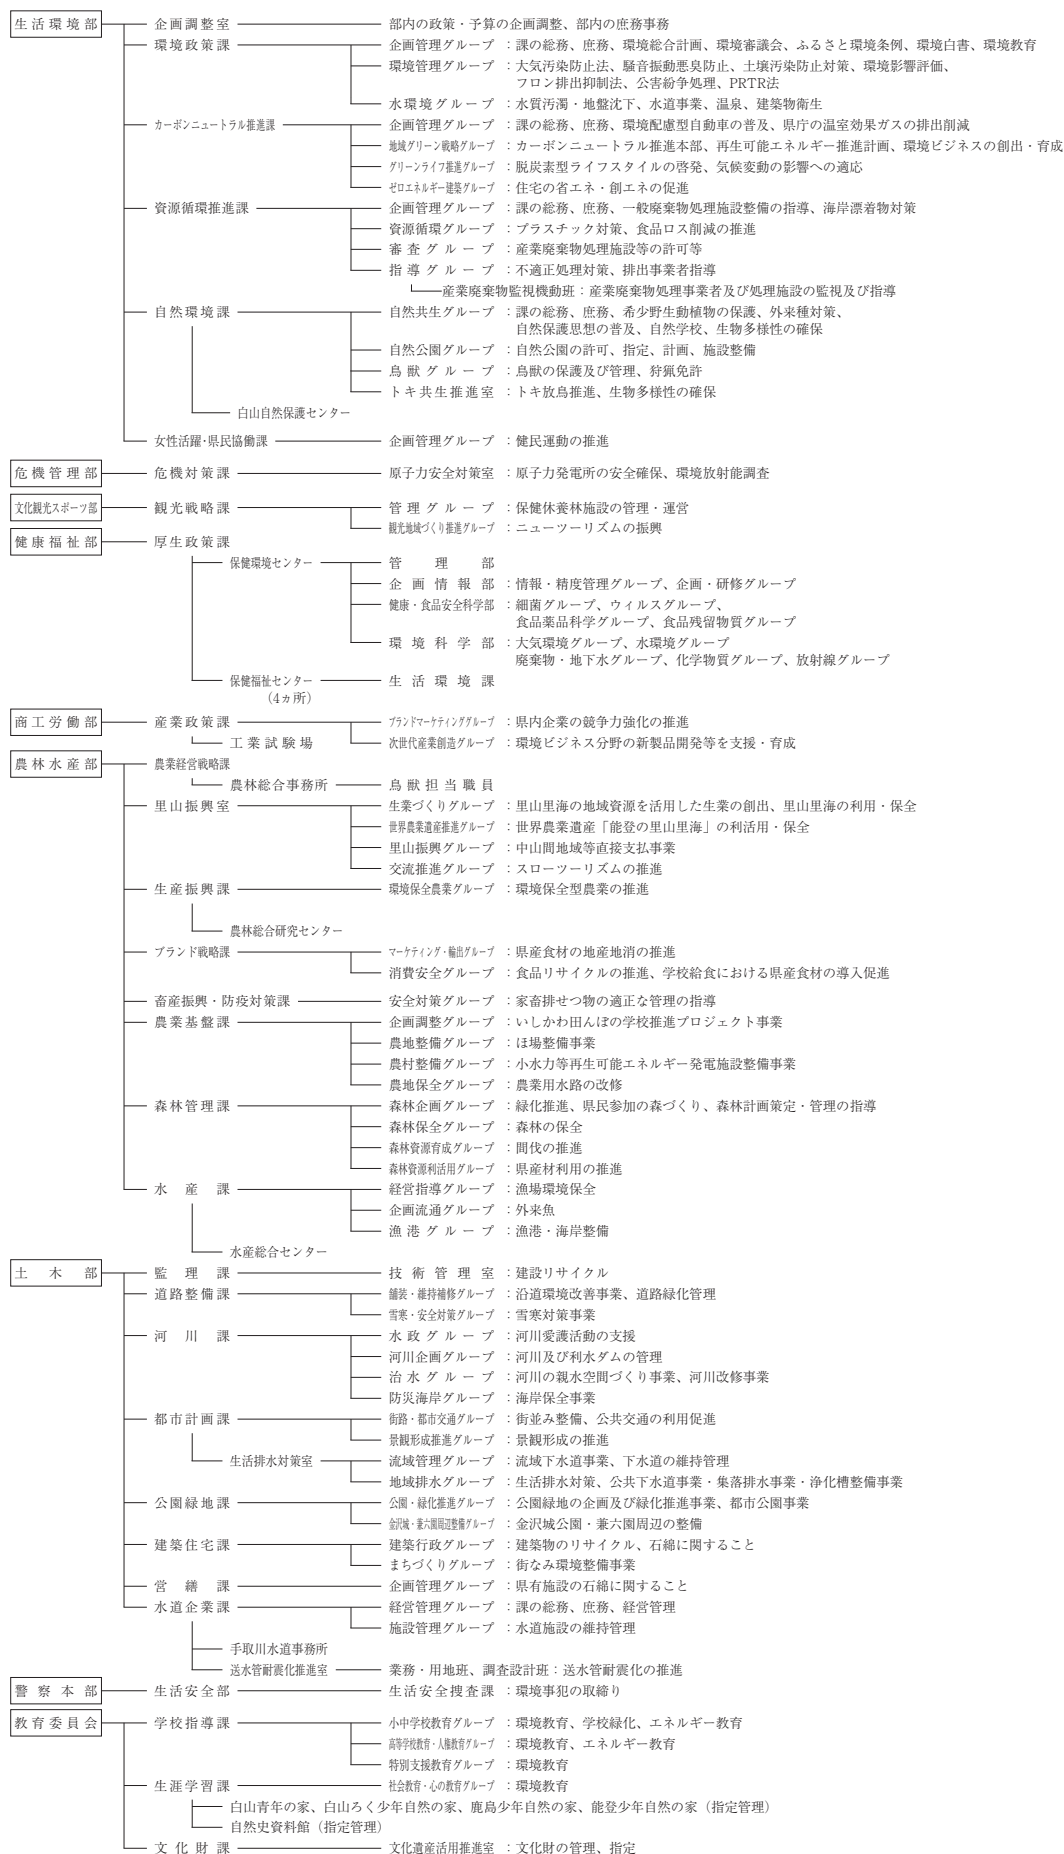 生活環境部 企画調整室 部内の政策・予算の企画調整、部内の庶務事務
環境政策課 企画管理グループ：課の総務、庶務、環境総合計画、環境審議会、ふるさと環境条例、環境白書、環境教育
環境管理グループ：大気汚染防止法、騒音振動悪臭防止、土壌汚染防止対策、環境影響評価、
フロン排出抑制法、公害紛争処理、PRTR法
水環境グループ：水質汚濁・地盤沈下、水道事業、温泉、建築物衛生
カーボンニュートラル推進課 企画管理グループ：課の総務、庶務、環境配慮型自動車の普及、県庁の温室効果ガスの排出削減
地域グリーン戦略グループ：カーボンニュートラル推進本部、再生可能エネルギー推進計画、環境ビジネスの創出・育成
グリーンライフ推進グループ：脱炭素型ライフスタイルの啓発、気候変動の影響への適応
ゼロエネルギー建築グループ：住宅の省エネ・創エネの促進
資源循環推進課 企画管理グループ：課の総務、庶務、一般廃棄物処理施設整備の指導、海岸漂着物対策
資源循環グループ：プラスチック対策、食品ロス削減の推進
審査グループ：産業廃棄物処理施設等の許可等
指導グループ：不適正処理対策、排出事業者指導
産業廃棄物監視機動班：産業廃棄物処理事業者及び処理施設の監視及び指導
自然環境課 自然共生グループ：課の総務、庶務、希少野生動植物の保護、外来種対策、
自然保護思想の普及、自然学校、生物多様性の確保
自然公園グループ：自然公園の許可、指定、計画、施設整備
鳥獣グループ：鳥獣の保護及び管理、狩猟免許
トキ共生推進室：トキ放鳥推進、生物多様性の確保
白山自然保護センター
女性活躍・県民協働課 企画管理グループ：健民運動の推進
危機管理部 危機対策課 原子力安全対策室：原子力発電所の安全確保、環境放射能調査
文化観光スポーツ部 観光戦略課 管理グループ：保健休養林施設の管理・運営
観光地域づくり推進グループ：ニューツーリズムの振興
健康福祉部 厚生政策課
保健環境センター 管理部
企画情報部：情報・精度管理グループ、企画・研修グループ
健康・食品安全科学部：細菌グループ、ウィルスグループ、
食品薬品科学グループ、食品残留物質グループ
環境科学部：大気環境グループ、水環境グループ
廃棄物・地下水グループ、化学物質グループ、放射線グループ
保健福祉センター 生活環境課
（4ヵ所）
商工労働部 産業政策課 ブランドマーケティンググループ：県内企業の競争力強化の推進
工業試験場 次世代産業創造グループ：環境ビジネス分野の新製品開発等を支援・育成
農林水産部 農業経営戦略課
農林総合事務所 鳥獣担当職員
里山振興室 生業づくりグループ：里山里海の地域資源を活用した生業の創出、里山里海の利用・保全
世界農業遺産推進グループ：世界農業遺産「能登の里山里海」の利活用・保全
里山振興グループ：中山間地域等直接支払事業
交流推進グループ：スローツーリズムの推進
生産振興課 環境保全農業グループ：環境保全型農業の推進
農林総合研究センター
ブランド戦略課 マーケティング・輸出グループ：県産食材の地産地消の推進
消費安全グループ：食品リサイクルの推進、学校給食における県産食材の導入促進
畜産振興・防疫対策課 安全対策グループ：家畜排せつ物の適正な管理の指導
農業基盤課 企画調整グループ：いしかわ田んぼの学校推進プロジェクト事業
農地整備グループ：ほ場整備事業
農村整備グループ：小水力等再生可能エネルギー発電施設整備事業
農地保全グループ：農業用水路の改修
森林管理課 森林企画グループ：緑化推進、県民参加の森づくり、森林計画策定・管理の指導
森林保全グループ：森林の保全
森林資源育成グループ：間伐の推進
森林資源利活用グループ：県産材利用の推進
水産課 経営指導グループ：漁場環境保全
企画流通グループ：外来魚
漁港グループ：漁港・海岸整備
水産総合センター
土木部 監理課 技術管理室：建設リサイクル
道路整備課 舗装・維持補修グループ：沿道環境改善事業、道路緑化管理
雪寒・安全対策グループ：雪寒対策事業
河川課 水政グループ：河川愛護活動の支援
河川企画グループ：河川及び利水ダムの管理
治水グループ：河川の親水空間づくり事業、河川改修事業
防災海岸グループ：海岸保全事業
都市計画課 街路・都市交通グループ：街並み整備、公共交通の利用促進
景観形成推進グループ：景観形成の推進
生活排水対策室 流域管理グループ：流域下水道事業、下水道の維持管理
地域排水グループ：生活排水対策、公共下水道事業・集落排水事業・浄化槽整備事業
公園緑地課 公園・緑化推進グループ：公園緑地の企画及び緑化推進事業、都市公園事業
金沢城・兼六園周辺整備グループ：金沢城公園・兼六園周辺の整備
建築住宅課 建築行政グループ：建築物のリサイクル、石綿に関すること
まちづくりグループ：街なみ環境整備事業
営繕課 企画管理グループ：県有施設の石綿に関すること
水道企業課 経営管理グループ：課の総務、庶務、経営管理
施設管理グループ：水道施設の維持管理
手取川水道事務所
送水管耐震化推進室 業務・用地班、調査設計班：送水管耐震化の推進
警察本部 生活安全部 生活安全捜査課：環境事犯の取締り
教育委員会 学校指導課 小中学校教育グループ：環境教育、学校緑化、エネルギー教育
高等学校教育・人権教育グループ：環境教育、エネルギー教育
特別支援教育グループ：環境教育
生涯学習課 社会教育・心の教育グループ：環境教育
白山青年の家、白山ろく少年自然の家、鹿島少年自然の家、能登少年自然の家（指定管理）
自然史資料館（指定管理）
文化財課 文化遺産活用推進室：文化財の管理、指定